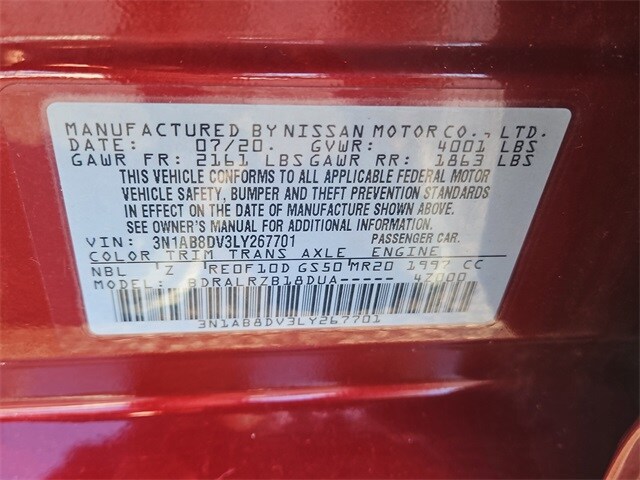 MANUFACTURED BY NISSAN MOTOR CO., LTD.
DATE: 07/20. GVWR: 4001 LBS
GAWR FR: 2161 LBS GAWR RR: 1863 LBS
THIS VEHICLE CONFORMS TO ALL APPLICABLE FEDERAL MOTOR
VEHICLE SAFETY, BUMPER AND THEFT PREVENTION STANDARDS
IN EFFECT ON THE DATE OF MANUFACTURE SHOWN ABOVE.
SEE OWNER'S MANUAL FOR ADDITIONAL INFORMATION.
VIN: 3N1AB8DV3LY267701 PASSENGER CAR.
COLOR TRIM TRANS AXLE ENGINE
NBL Z RE0F10D GS50 MR20 1997 CC
MODEL: BDRALRZB18DUA----- 4Z000
3N1AB8DV3LY267701